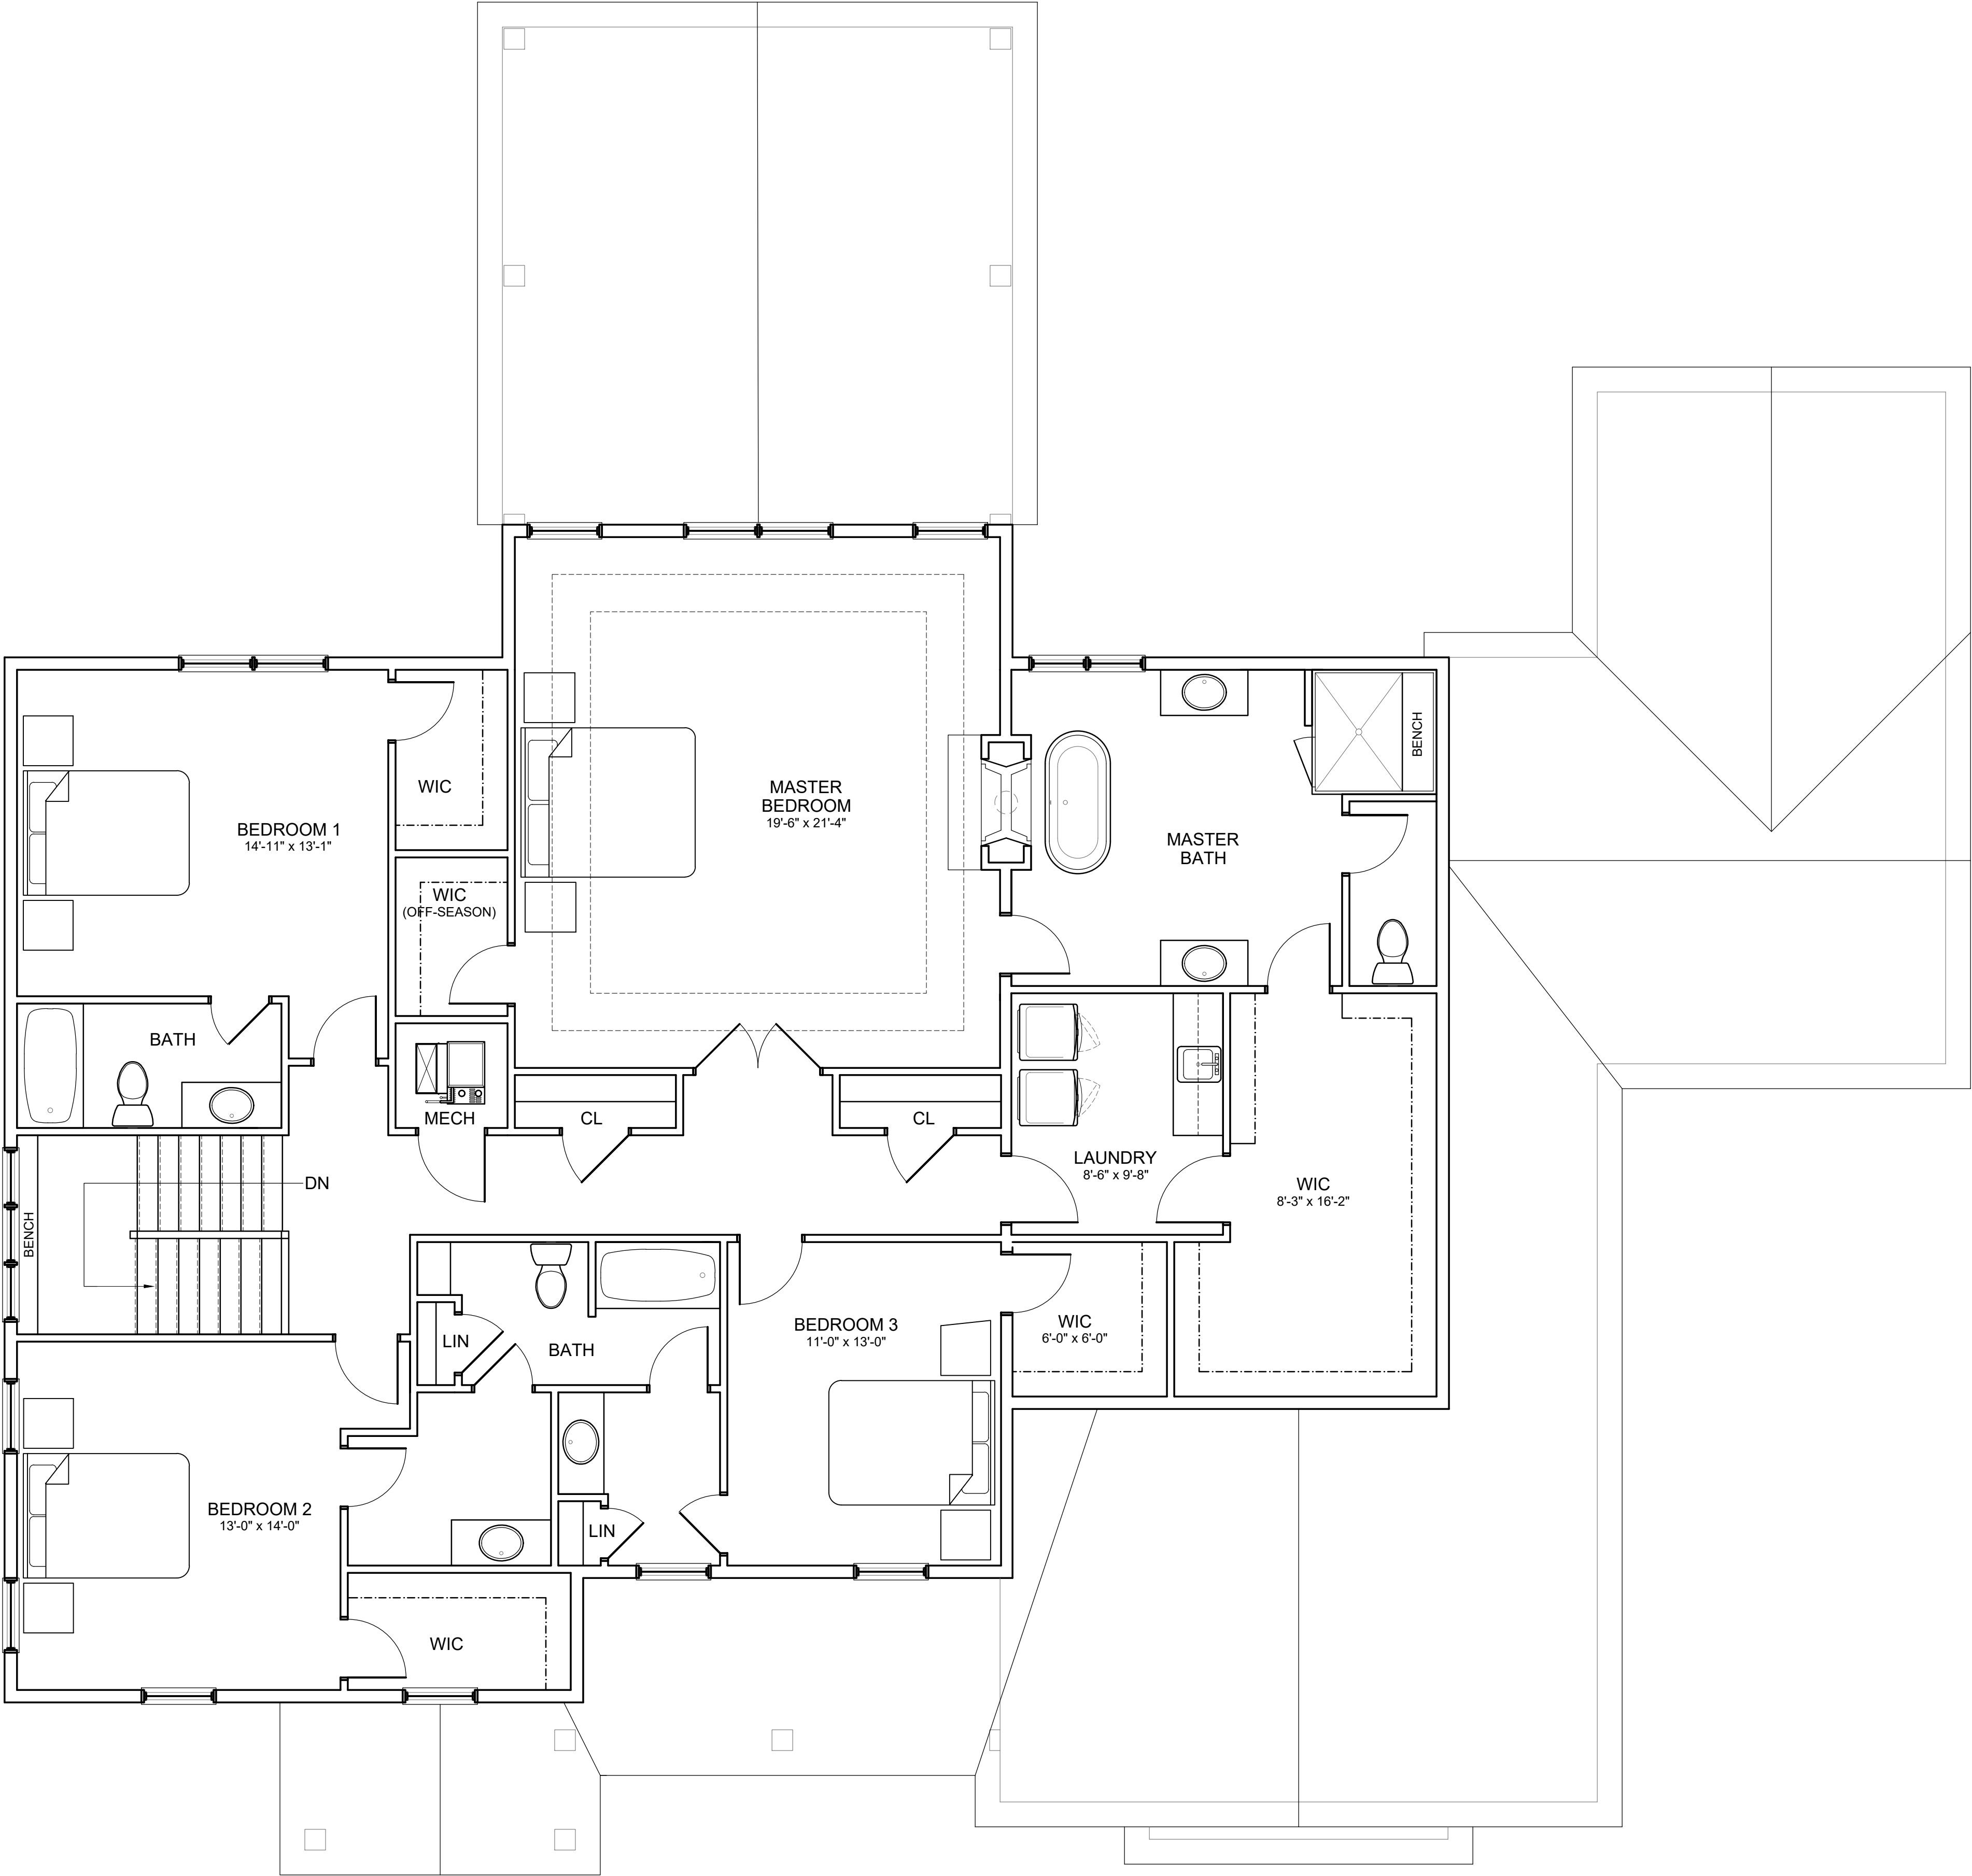 BENCH
WIC
MASTER
BEDROOM
19'-6" x 21'-4"
BEDROOM 1
14'-11" x 13'-1"
MASTER
BATH
WIC
(OFF-SEASON)
BATH
MECH
CL
CL
LAUNDRY
8'-6" x 9'-8"
DN
WIC
8'-3" x 16'-2"
BENCH
WIC
6'-0" x 6'-0"
BEDROOM 3
11'-0" x 13'-0"
LIN
BATH
BEDROOM 2
13'-0" x 14'-0"
LIN
WIC